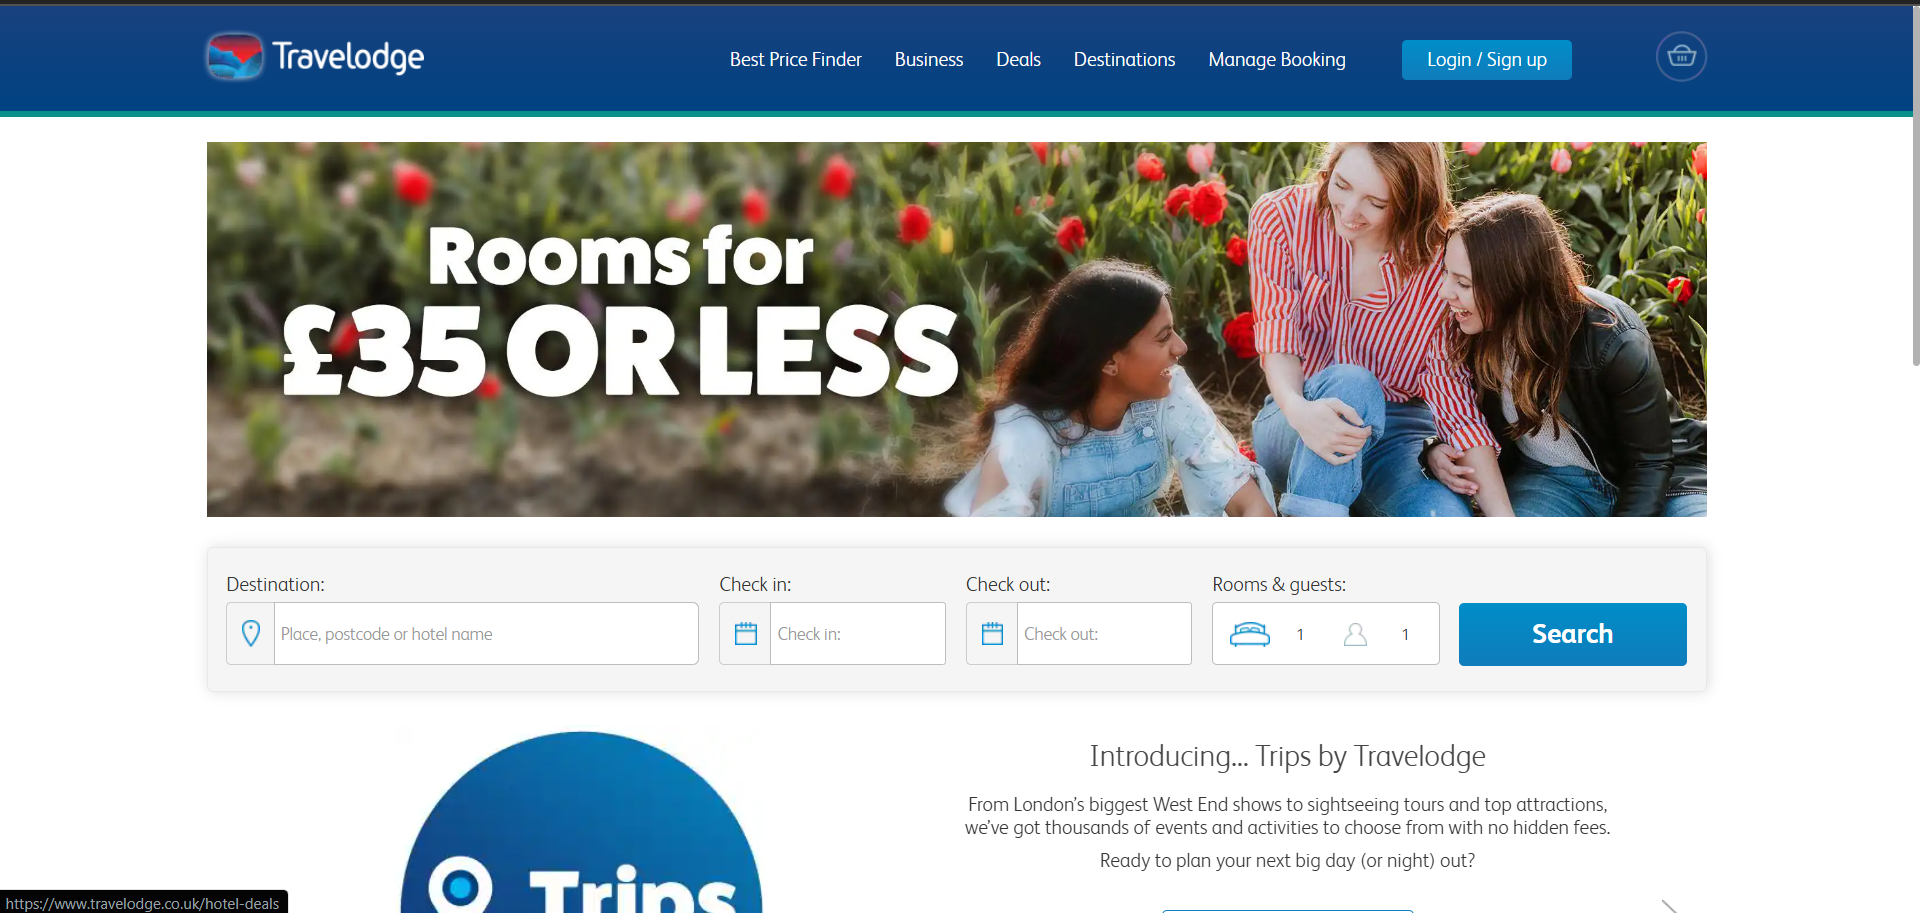 Travelodge
Best Price Finder
Business
Deals
Destinations
Manage Booking
Login / Sign up
Rooms for
£35 OR LESS
Destination:
Check in:
Check out:
Rooms & guests:
Place, postcode or hotel name
Check in:
Check out:
1
1
Search
Introducing... Trips by Travelodge
From London's biggest West End shows to sightseeing tours and top attractions,
we've got thousands of events and activities to choose from with no hidden fees.
Ready to plan your next big day (or night) out?
Trips
https://www.travelodge.co.uk/hotel-deals